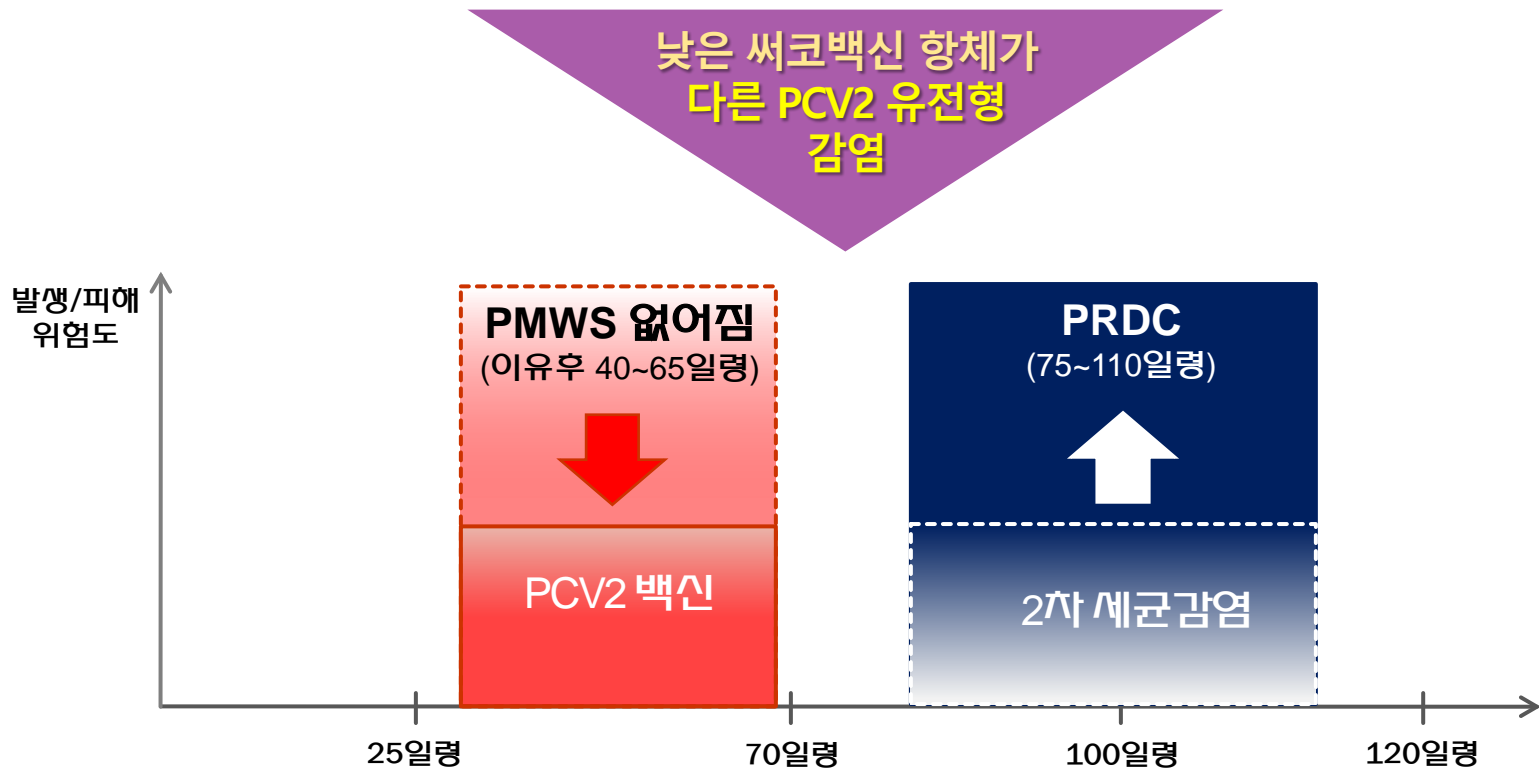 낮은 써코백신 항체가
다른 PCV2 유전형
감염
발생/피해
위험도
PMWS 없어짐
(이유후 40~65일령)
PCV2 백신
PRDC
(75~110일령)
2차 세균감염
25일령
70일령
100일령
120일령